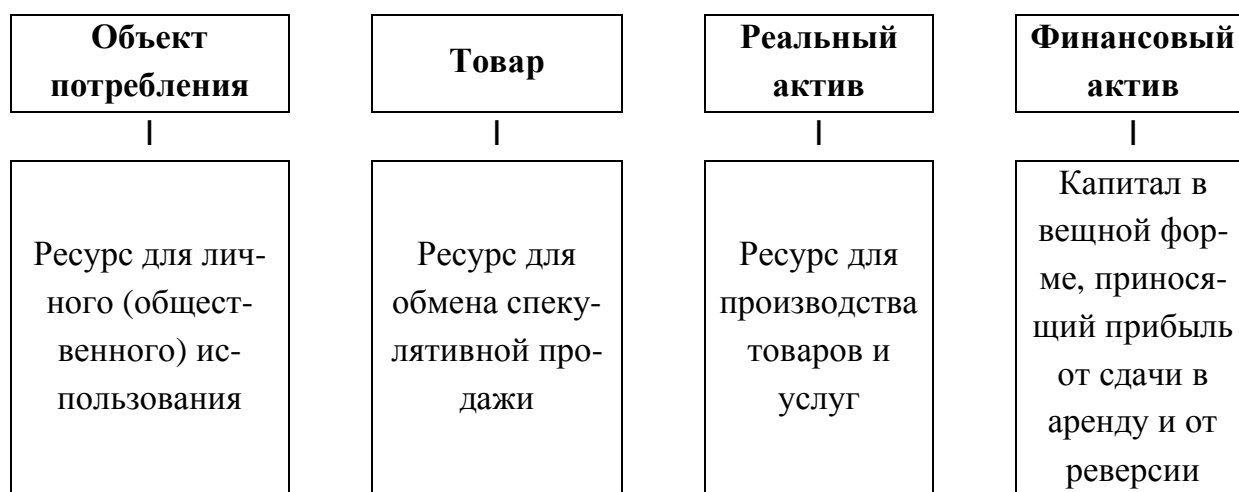 Объект
потребления
Товар
Реальный
актив
Финансовый
актив
Ресурс для лич-
ного (общест-
венного) ис-
пользования
Ресурс для
обмена спеку-
лятивной про-
дажи
Ресурс для
производства
товаров и
услуг
Капитал в
вещной фор-
ме, принося-
щий прибыль
от сдачи в
аренду и от
реверсии